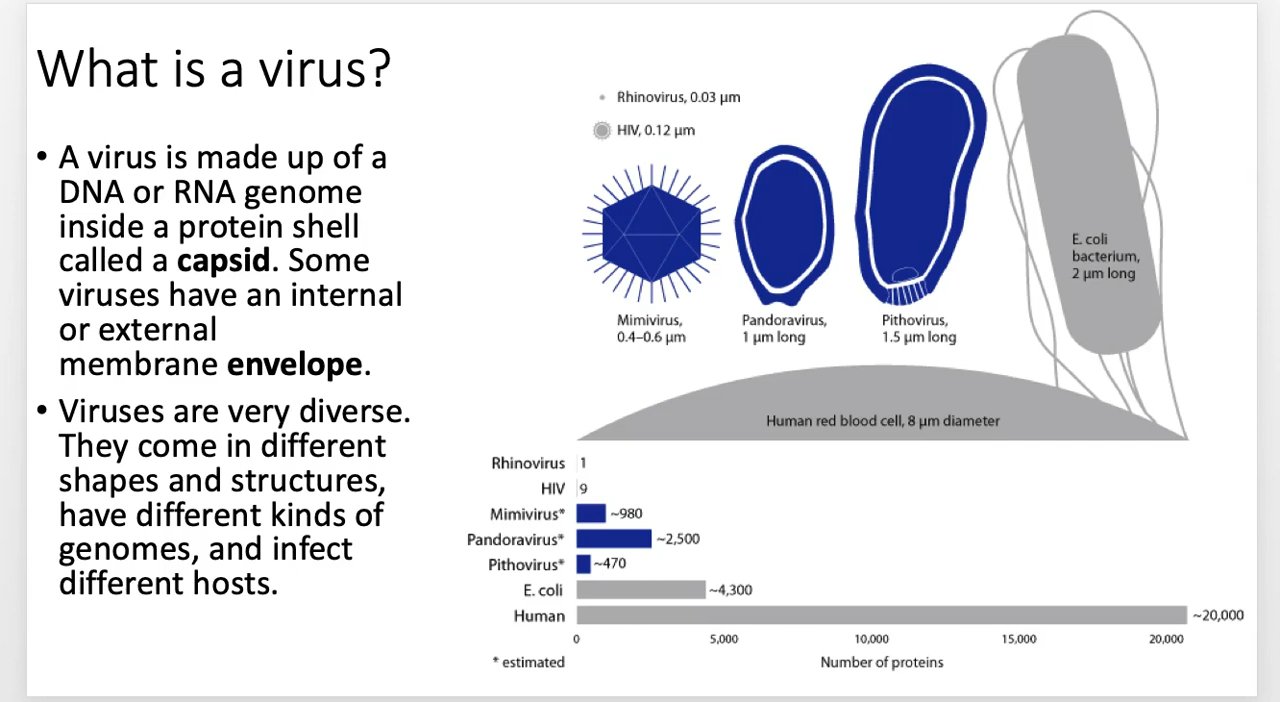 What is a virus?
• A virus is made up of a
DNA or RNA genome
inside a protein shell
called a capsid. Some
viruses have an internal
or external
membrane envelope.
• Viruses are very diverse.
They come in different
shapes and structures,
have different kinds of
genomes, and infect
different hosts.
Rhinovirus, 0.03 µm
HIV, 0.12 µm
Mimivirus,
0.4–0.6 µm
Pandoravirus,
1 µm long
Pithovirus,
1.5 µm long
E. coli
bacterium,
2 µm long
Human red blood cell, 8 µm diameter
Rhinovirus 1
HIV 9
Mimivirus* ~980
Pandoravirus* ~2,500
Pithovirus* ~470
E. coli ~4,300
Human ~20,000
0 5,000 10,000 15,000 20,000
* estimated Number of proteins